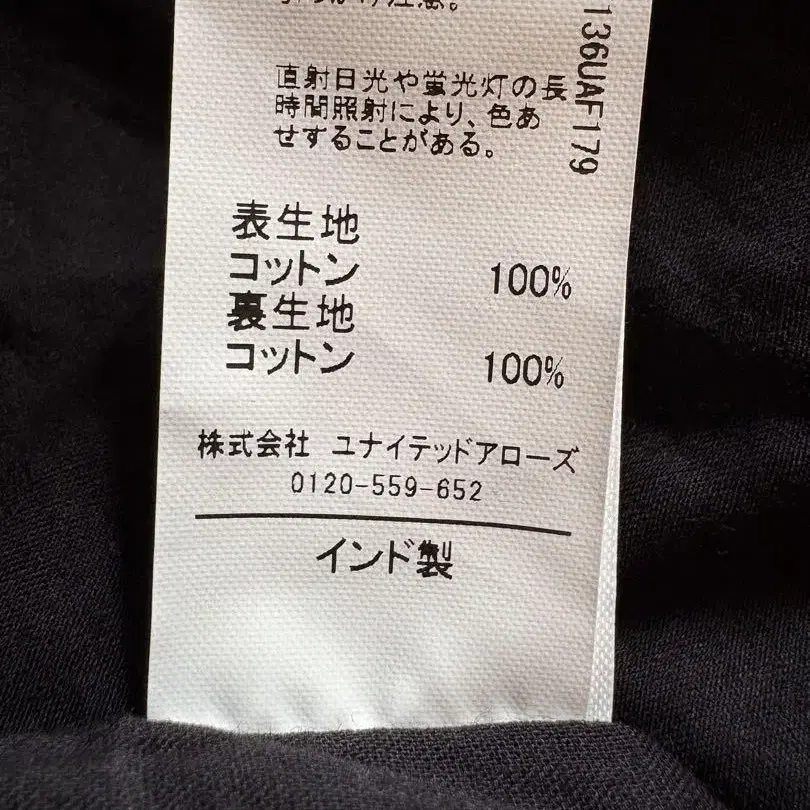 直射日光や蛍光灯の長
時間照射により、色あ
せすることがある。
136UAF179
表生地
コットン 100%
裏生地
コットン 100%
株式会社 ユナイテッドアローズ
0120-559-652
インド製